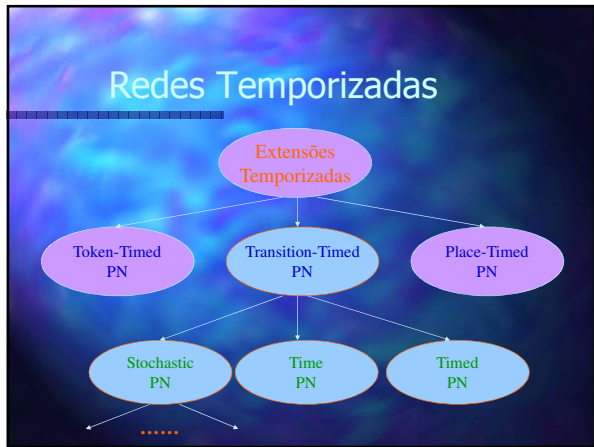 Redes Temporizadas
Extensões
Temporizadas
Token-Timed
PN
Transition-Timed
PN
Place-Timed
PN
Stochastic
PN
Time
PN
Timed
PN
......